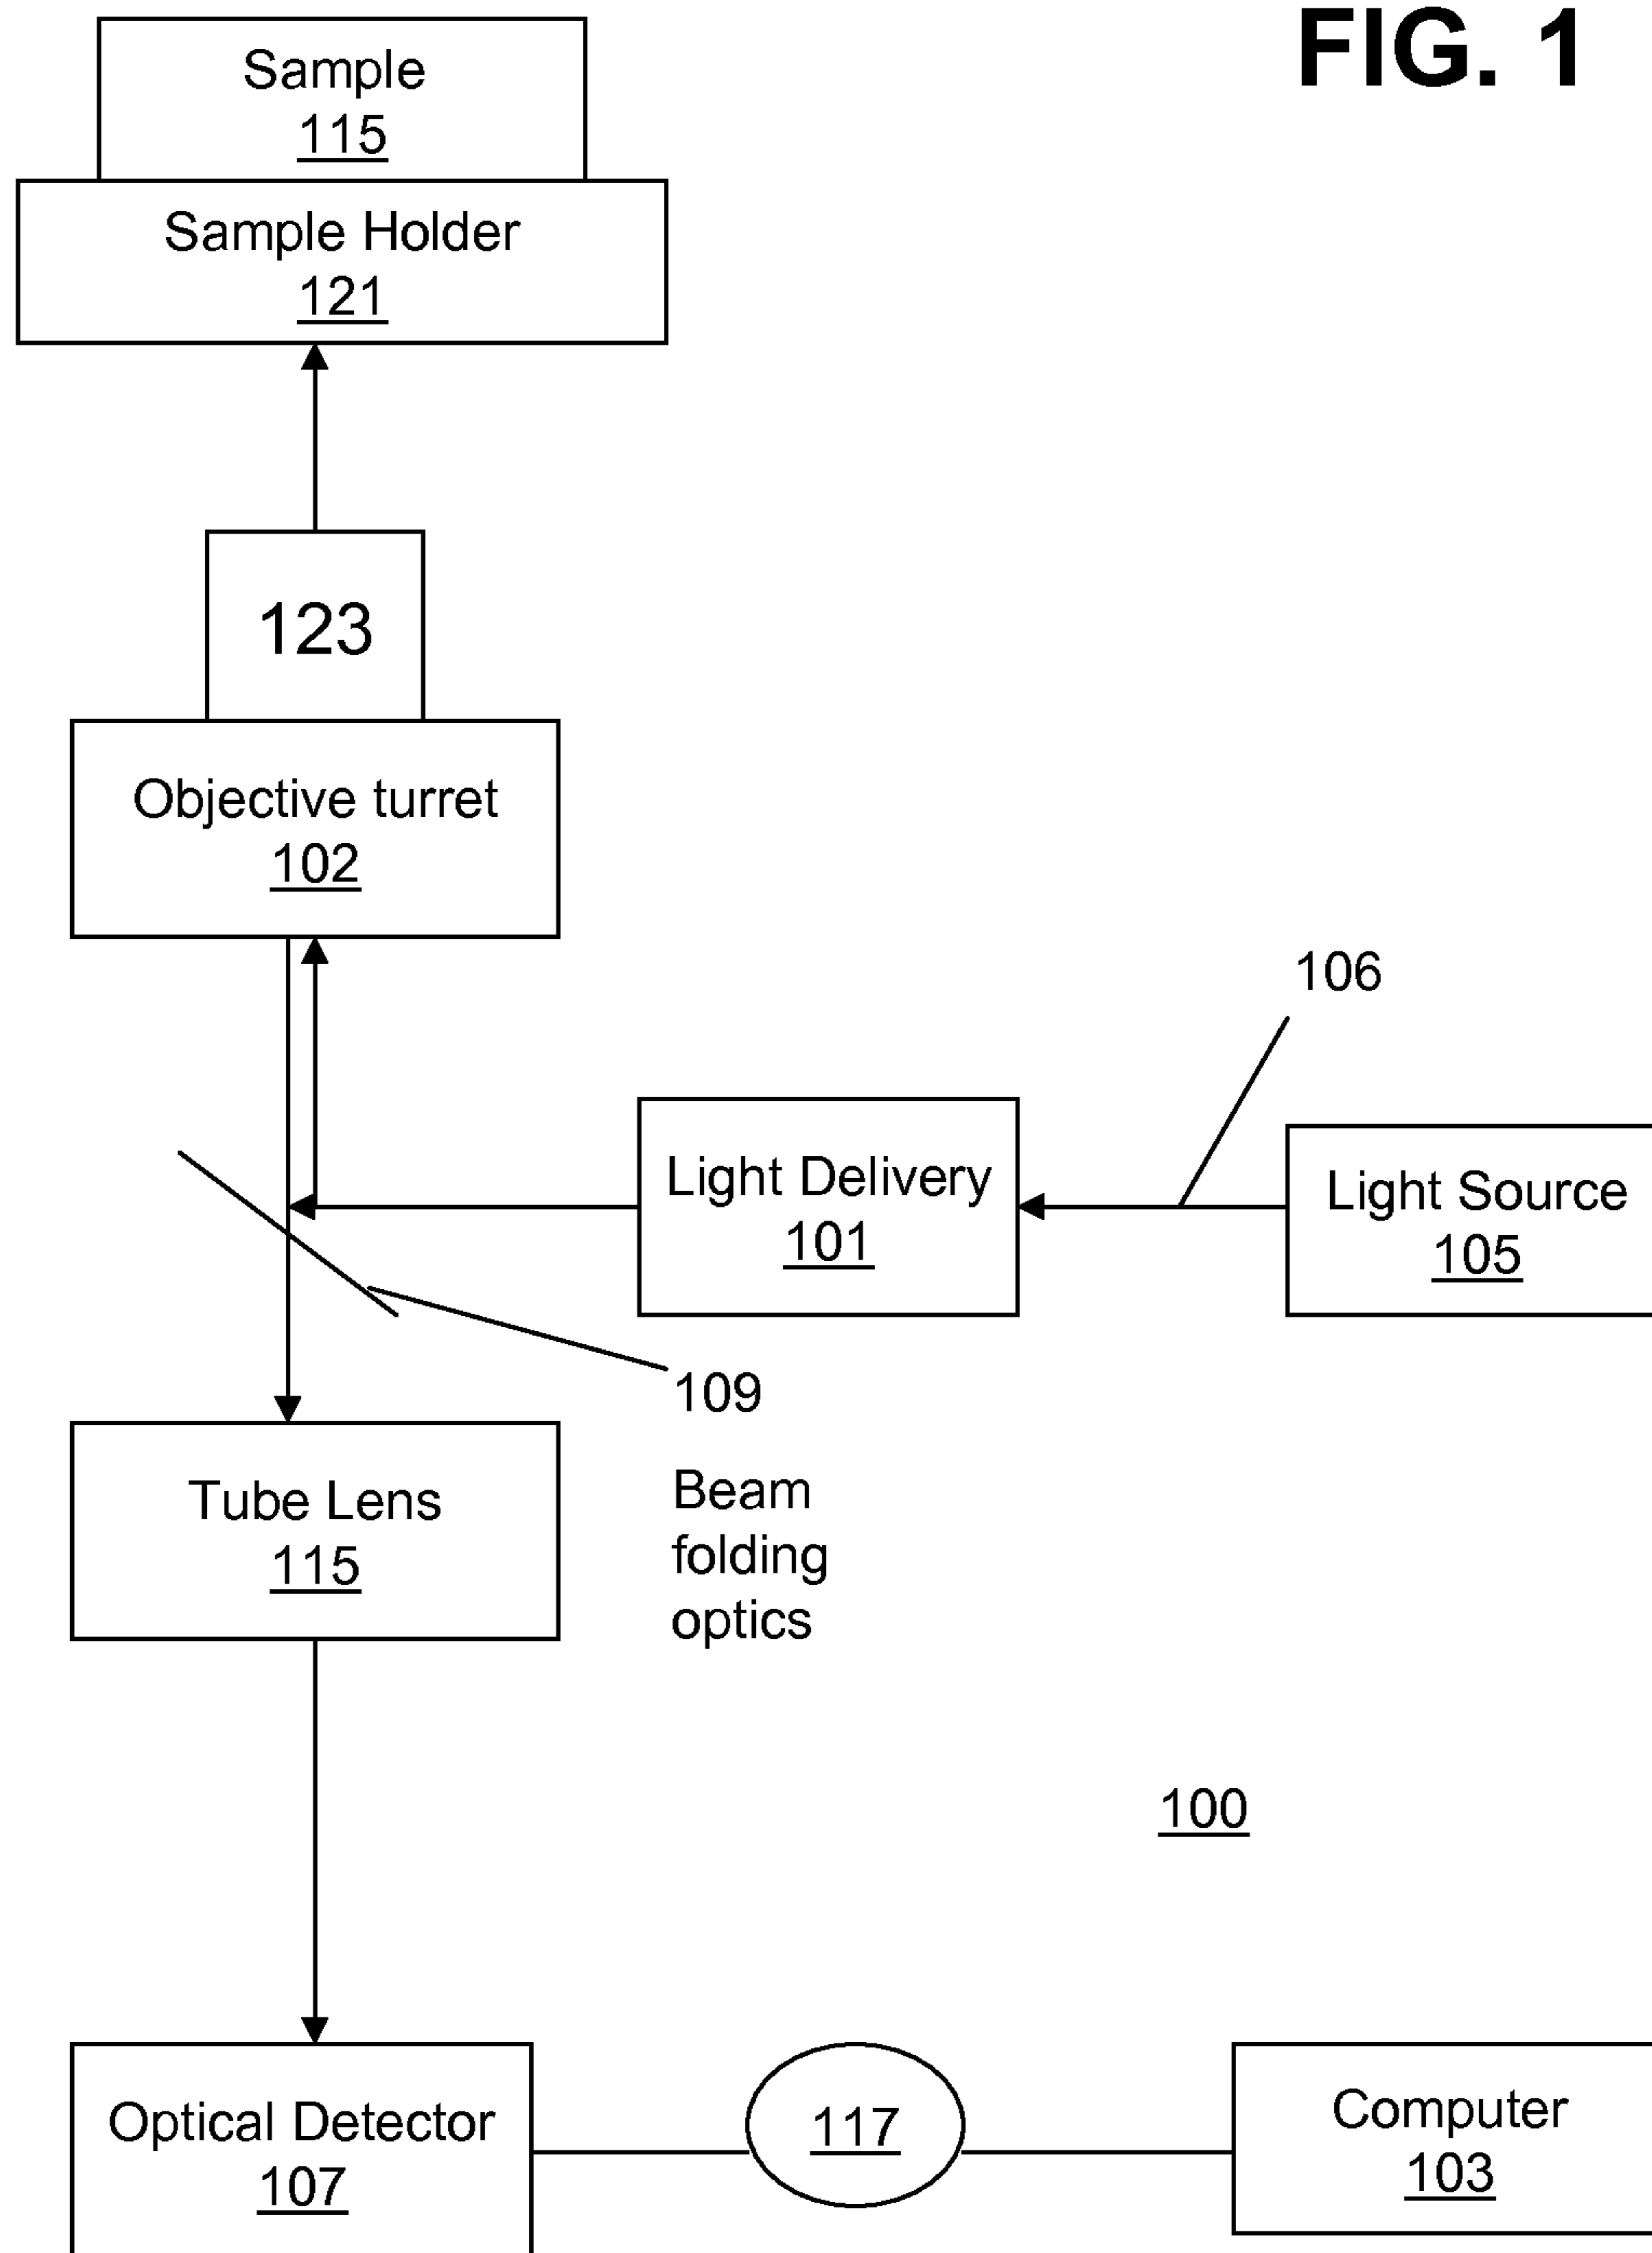 FIG. 1
Sample
115
Sample Holder
121
123
Objective turret
102
106
Light Delivery
101
Light Source
105
109
Beam
folding
optics
Tube Lens
115
100
Optical Detector
107
117
Computer
103